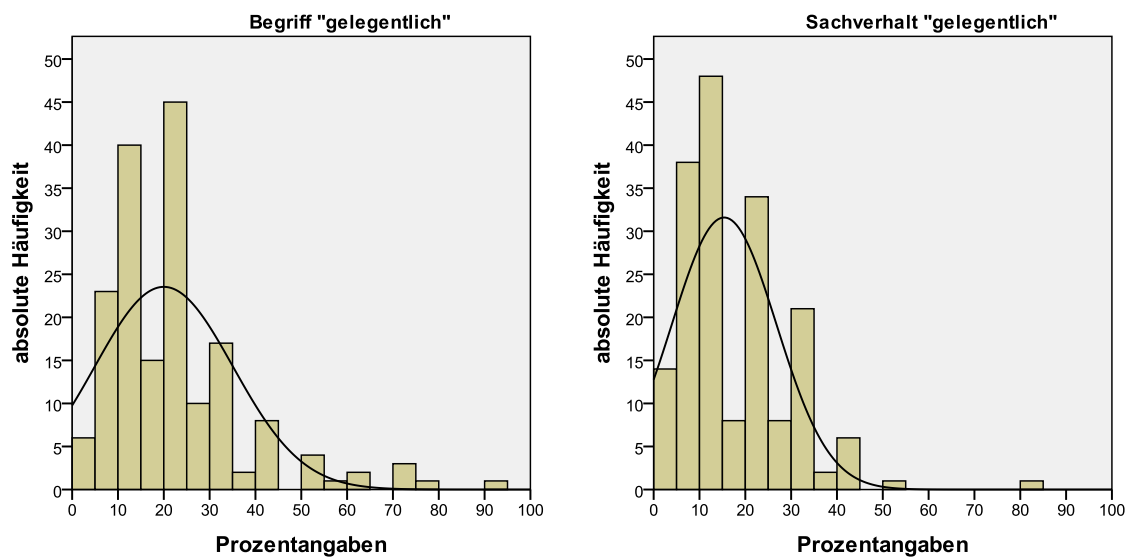 Begriff "gelegentlich"
50
45
40
35
30
25
20
15
10
5
0
absolute Häufigkeit
0 10 20 30 40 50 60 70 80 90 100
Prozentangaben
Sachverhalt "gelegentlich"
50
45
40
35
30
25
20
15
10
5
0
absolute Häufigkeit
0 10 20 30 40 50 60 70 80 90 100
Prozentangaben